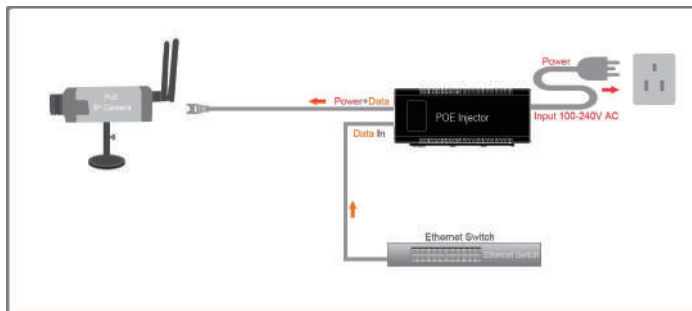 PoE
IP Camera
Power+Data
Data In
POE Injector
Power
Input 100-240V AC
Ethernet Switch
Ethernet Switch